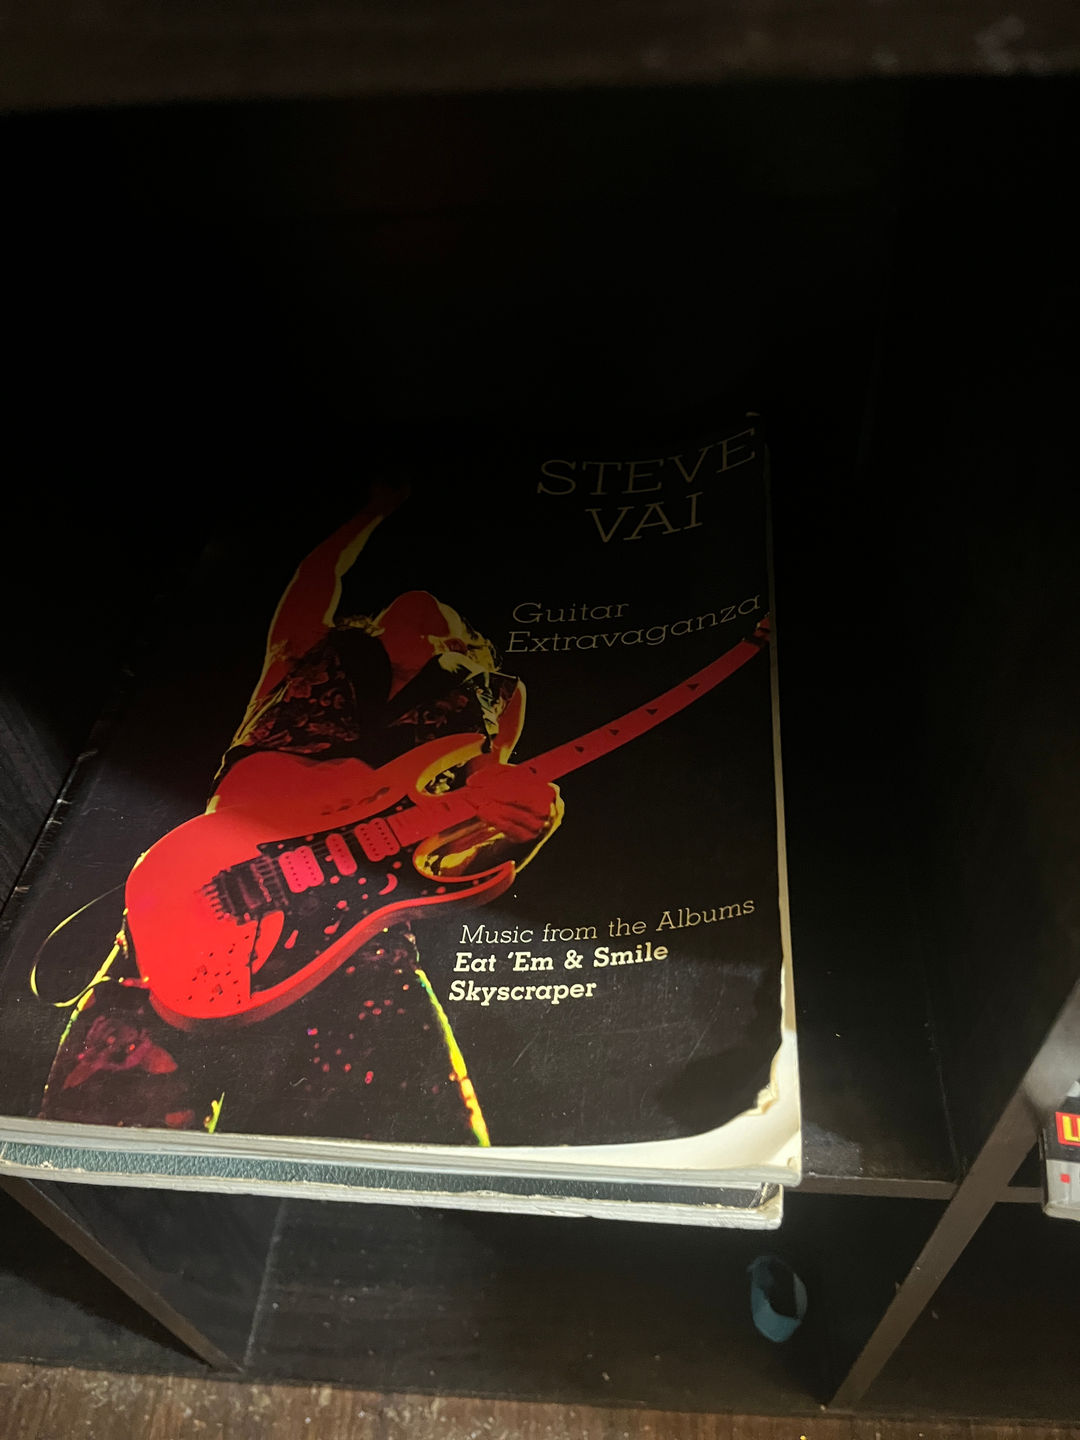 STEVE
VAI
Guitar
Extravaganza
Music from the Albums
Eat 'Em & Smile
Skyscraper